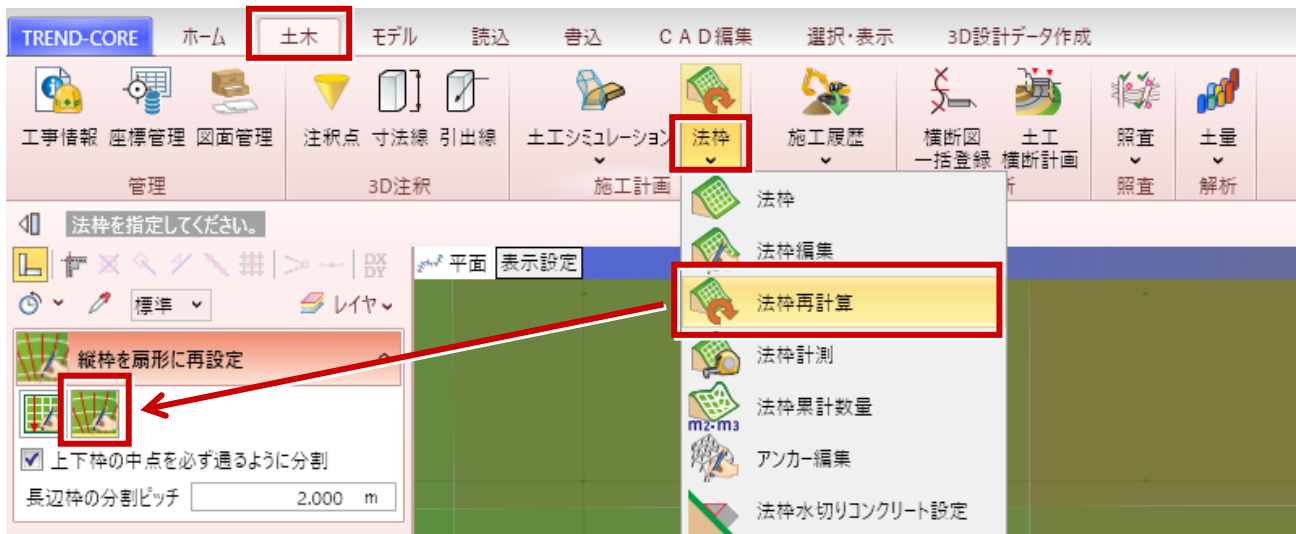 TREND-CORE ホーム 土木 モデル 読込 書込 CAD編集 選択・表示 3D設計データ作成
工事情報 座標管理 図面管理 注釈点 寸法線 引出線 土工シミュレーション 法枠 施工履歴 横断図 一括登録 土工 横断計画 照査 土量
管理 3D注釈 施工計画 照査 解析
法枠を指定してください。
DX
DY
平面 表示設定
標準 レイヤ
縦枠を扇形に再設定
上下枠の中点を必ず通るように分割
長辺枠の分割ピッチ 2.000 m
法枠
法枠編集
法枠再計算
法枠計測
法枠累計数量
m2・m3
アンカー編集
法枠水切りコンクリート設定